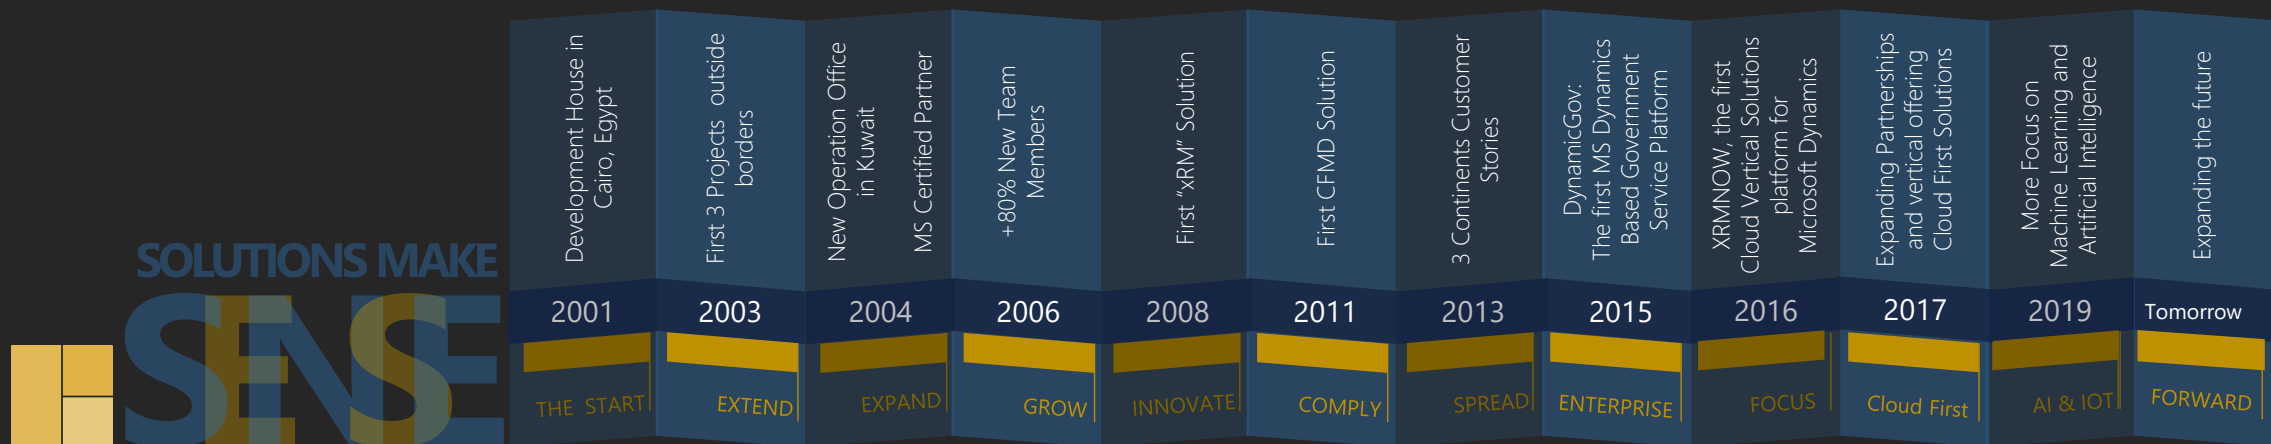 SOLUTIONS MAKE
SENSE
Development House in
Cairo, Egypt
2001
THE START
First 3 Projects outside
borders
2003
EXTEND
New Operation Office
in Kuwait
MS Certified Partner
2004
EXPAND
+80% New Team
Members
2006
GROW
First “xRM” Solution
2008
INNOVATE
First CFMD Solution
2011
COMPLY
3 Continents Customer
Stories
2013
SPREAD
DynamicGov:
The first MS Dynamics
Based Government
Service Platform
2015
ENTERPRISE
XRMNOW, the first
Cloud Vertical Solutions
platform for
Microsoft Dynamics
2016
FOCUS
Expanding Partnerships
and vertical offering
Cloud First Solutions
2017
Cloud First
More Focus on
Machine Learning and
Artificial Intelligence
2019
AI & IOT
Expanding the future
Tomorrow
FORWARD